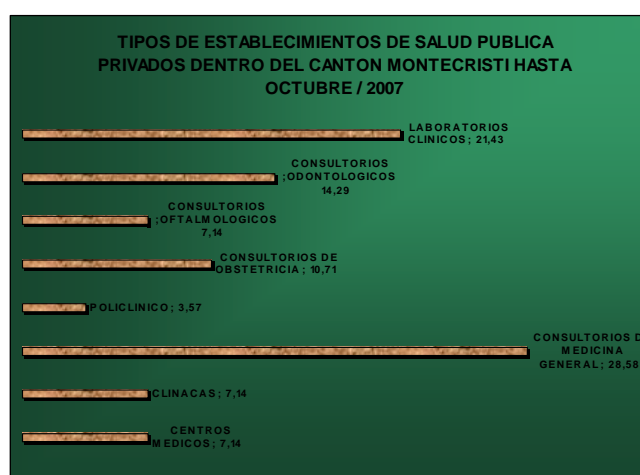 TIPOS DE ESTABLECIMIENTOS DE SALUD PUBLICA
PRIVADOS DENTRO DEL CANTON MONTECRISTI HASTA
OCTUBRE / 2007
LABORATORIOS
CLINICOS; 21,43
CONSULTORIOS
;ODONTOLOGICOS
14,29
CONSULTORIOS
;OFTALMOLOGICOS
7,14
CONSULTORIOS DE
OBSTETRICIA; 10,71
POLICLINICO; 3,57
CONSULTORIOS D
MEDICINA
GENERAL; 28,58
CLINACAS; 7,14
CENTROS
MEDICOS; 7,14